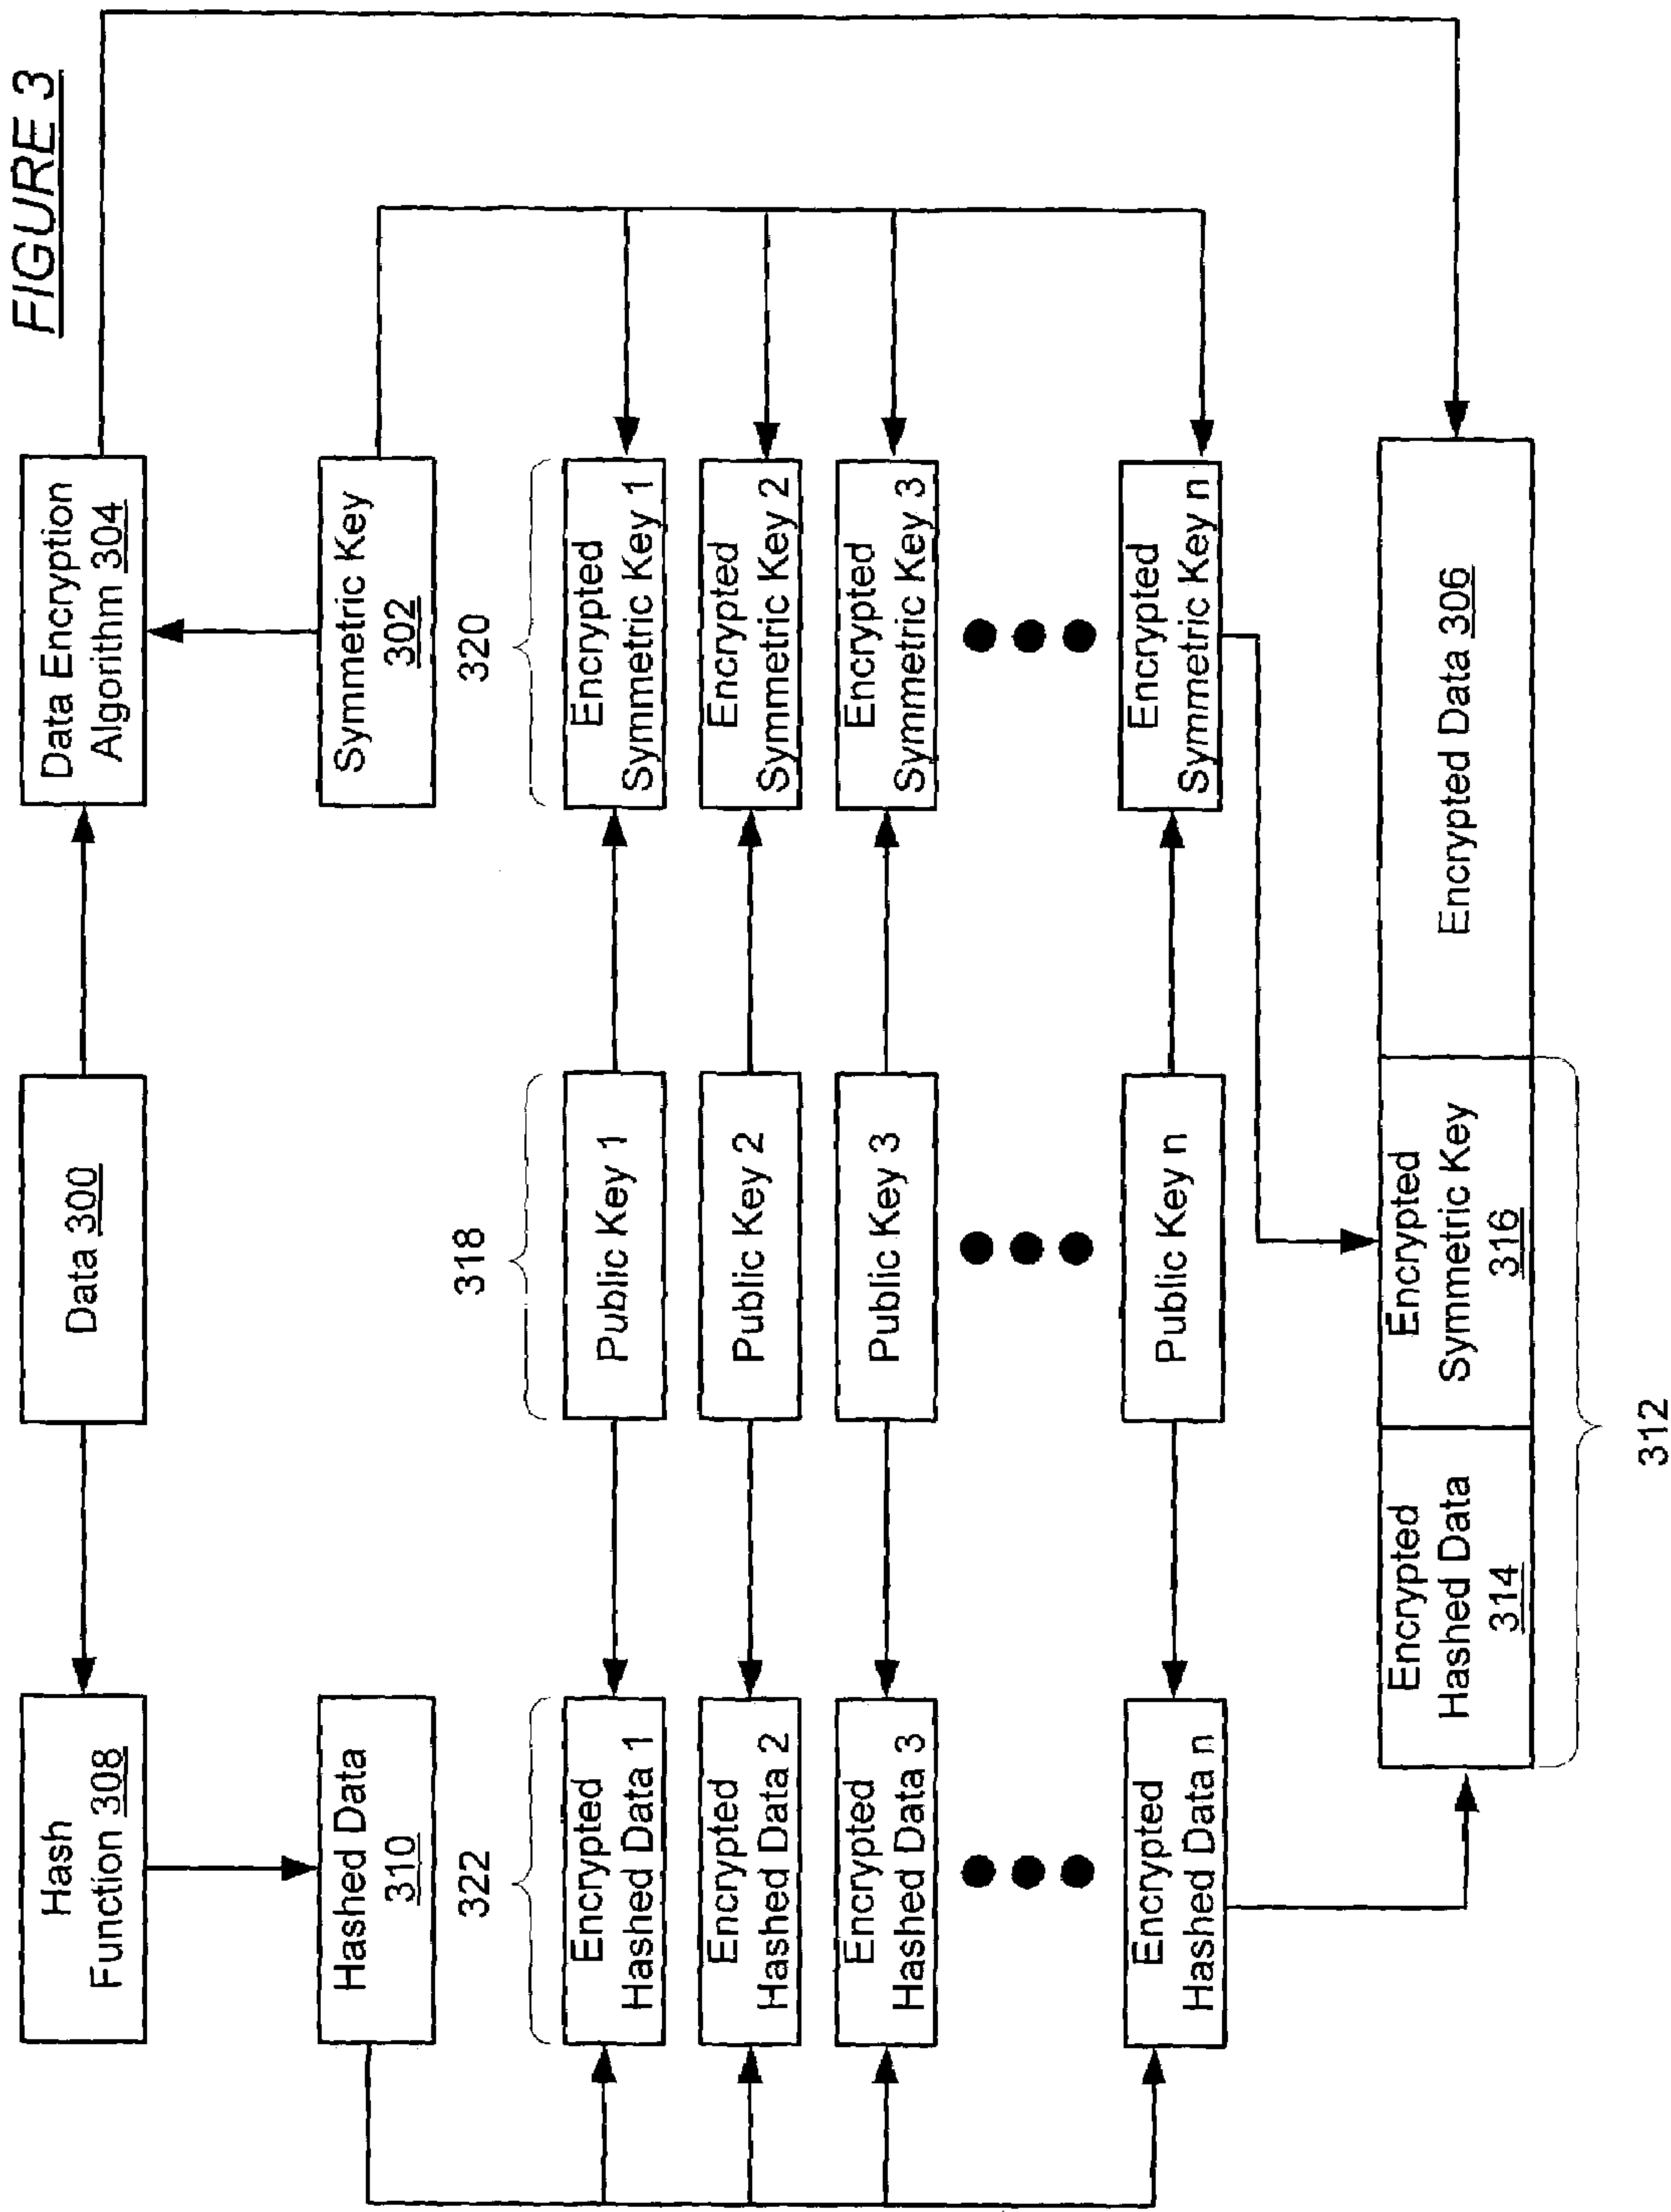 FIGURE 3
Hash
Function 308
Data 300
Data Encryption
Algorithm 304
Hashed Data
310
Symmetric Key
302
322
318
320
Encrypted
Hashed Data 1
Public Key 1
Encrypted
Symmetric Key 1
Encrypted
Hashed Data 2
Public Key 2
Encrypted
Symmetric Key 2
Encrypted
Hashed Data 3
Public Key 3
Encrypted
Symmetric Key 3
Encrypted
Hashed Data n
Public Key n
Encrypted
Symmetric Key n
Encrypted
Hashed Data
314
Encrypted
Symmetric Key
316
Encrypted Data 306
312